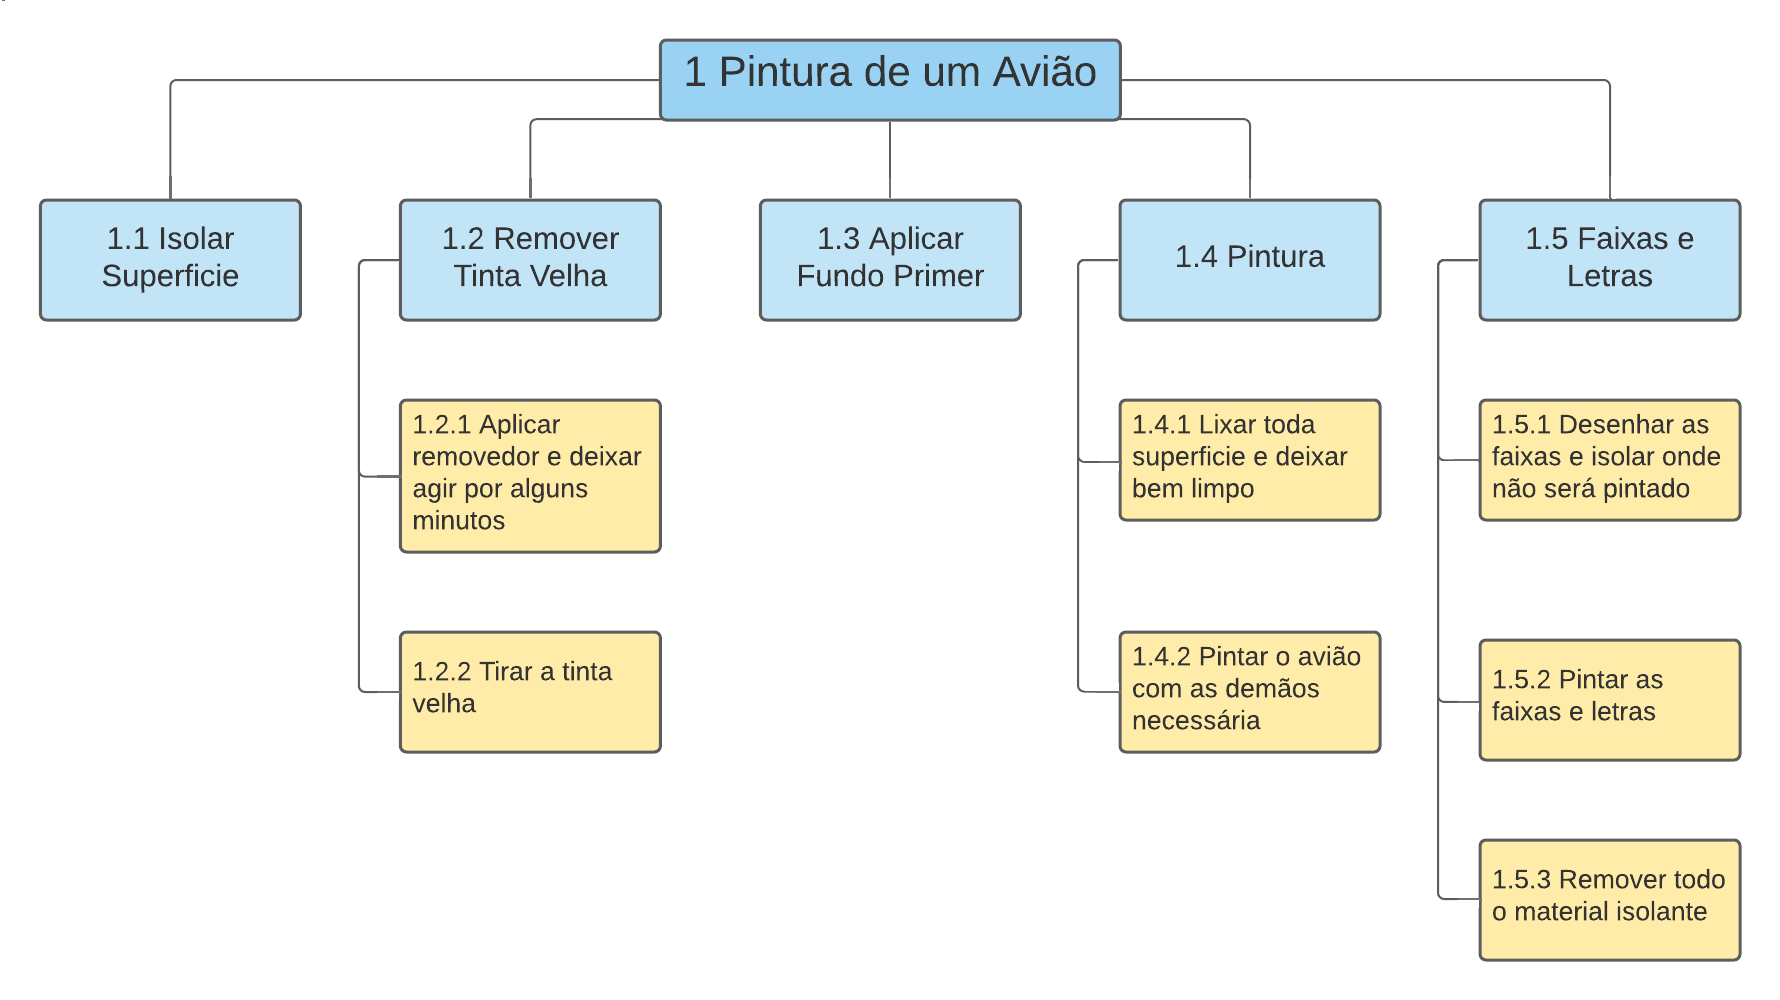 1 Pintura de um Avião
1.1 Isolar
Superficie
1.2 Remover
Tinta Velha
1.3 Aplicar
Fundo Primer
1.4 Pintura
1.5 Faixas e
Letras
1.2.1 Aplicar
removedor e deixar
agir por alguns
minutos
1.2.2 Tirar a tinta
velha
1.4.1 Lixar toda
superficie e deixar
bem limpo
1.4.2 Pintar o avião
com as demãos
necessária
1.5.1 Desenhar as
faixas e isolar onde
não será pintado
1.5.2 Pintar as
faixas e letras
1.5.3 Remover todo
o material isolante